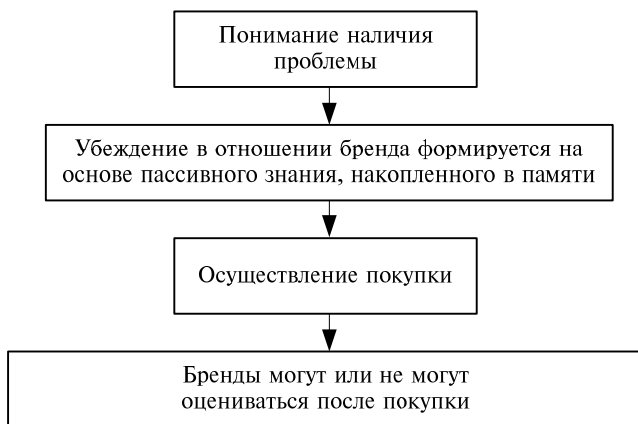 Понимание наличия
проблемы
Убеждение в отношении бренда формируется на
основе пассивного знания, накопленного в памяти
Осуществление покупки
Бренды могут или не могут
оцениваться после покупки